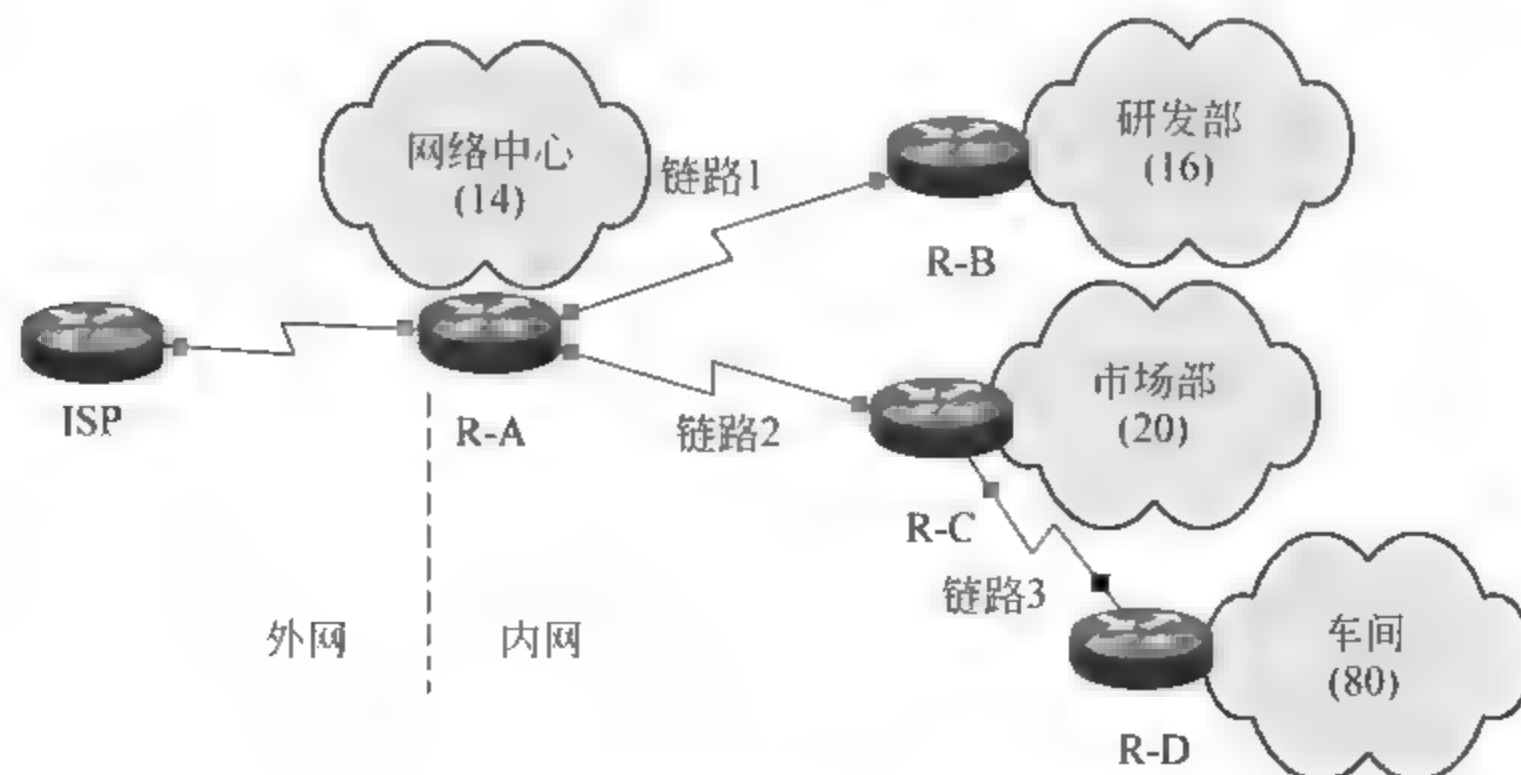 网络中心
(14)
链路1
研发部
(16)
R-B
ISP
R-A
链路2
市场部
(20)
R-C
链路3
外网
内网
车间
(80)
R-D